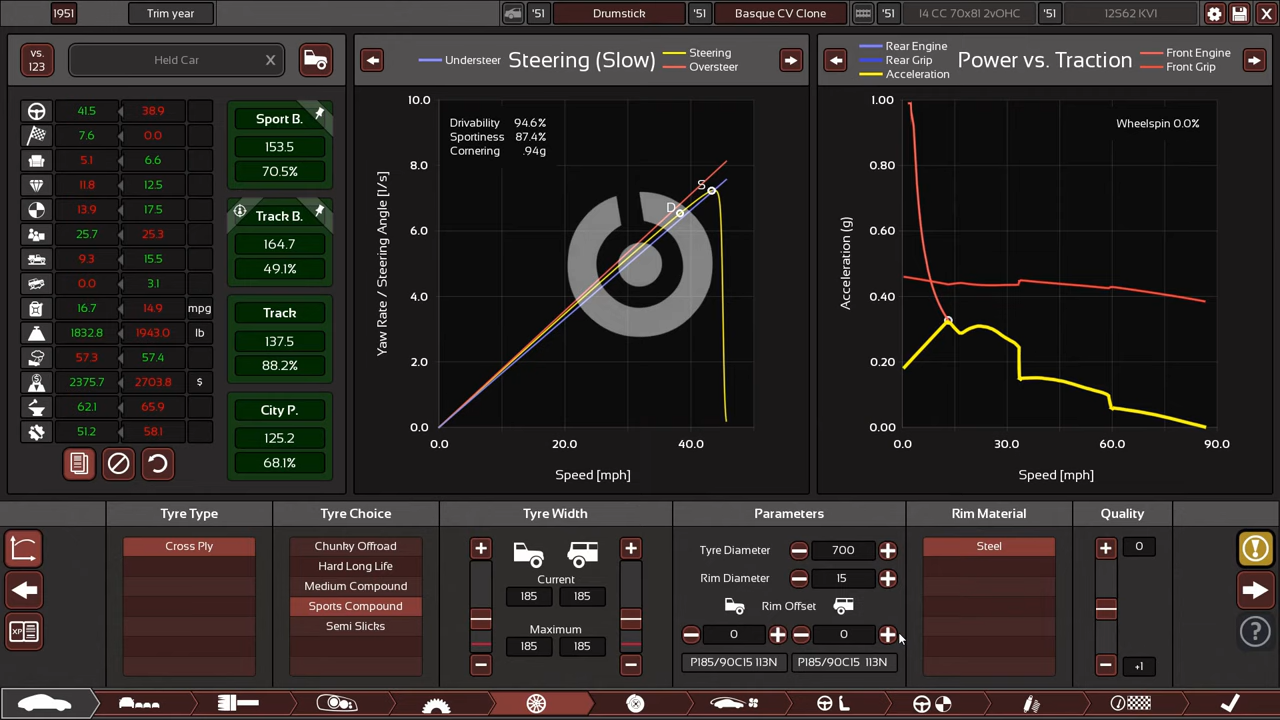 1951 Trim year '51 Drumstick '51 Basque CV Clone '51 I4 CC 70x81 2vOHC '51 12S62 KV1
vs.
123
Held Car X
41.5 38.9
7.6 0.0
5.1 6.6
11.8 12.5
13.9 17.5
25.7 25.3
9.3 15.5
0.0 3.1
16.7 14.9 mpg
1832.8 1943.0 lb
57.3 57.4
2375.7 2703.8 $
62.1 65.9
51.2 58.1
Sport B.
153.5
70.5%
Track B.
164.7
49.1%
Track
137.5
88.2%
City P.
125.2
68.1%
Understeer
Steering (Slow)
Steering
Oversteer
Drivability 94.6%
Sportiness 87.4%
Cornering .94g
Yaw Rate / Steering Angle [1/s]
10.0
8.0
6.0
4.0
2.0
0.0
S
D
0.0 20.0 40.0
Speed [mph]
Rear Engine
Rear Grip
Acceleration
Power vs. Traction
Front Engine
Front Grip
Wheelspin 0.0%
Acceleration [g]
1.00
0.80
0.60
0.40
0.20
0.00
0.0 30.0 60.0 90.0
Speed [mph]
Tyre Type
Cross Ply
Tyre Choice
Chunky Offroad
Hard Long Life
Medium Compound
Sports Compound
Semi Slicks
Tyre Width
Current
185 185
Maximum
185 185
Parameters
Tyre Diameter 700
Rim Diameter 15
Rim Offset
0 0
P185/90C15 113N P185/90C15 113N
Rim Material
Steel
Quality
0
+1
XP